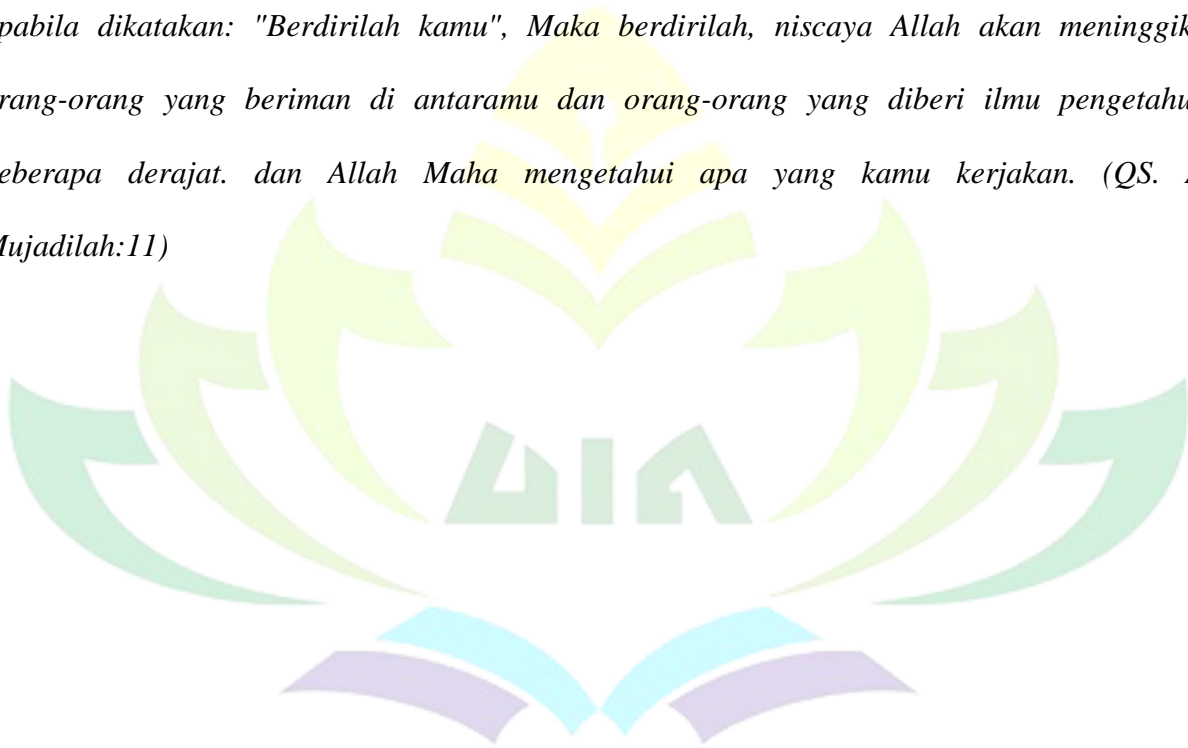 pabila dikatakan: "Berdirilah kamu", Maka berdirilah, niscaya Allah akan meninggik
rang-orang yang beriman di antaramu dan orang-orang yang diberi ilmu pengetahu
eberapa derajat. dan Allah Maha mengetahui apa yang kamu kerjakan. (QS.
Mujadilah:11)
UIN